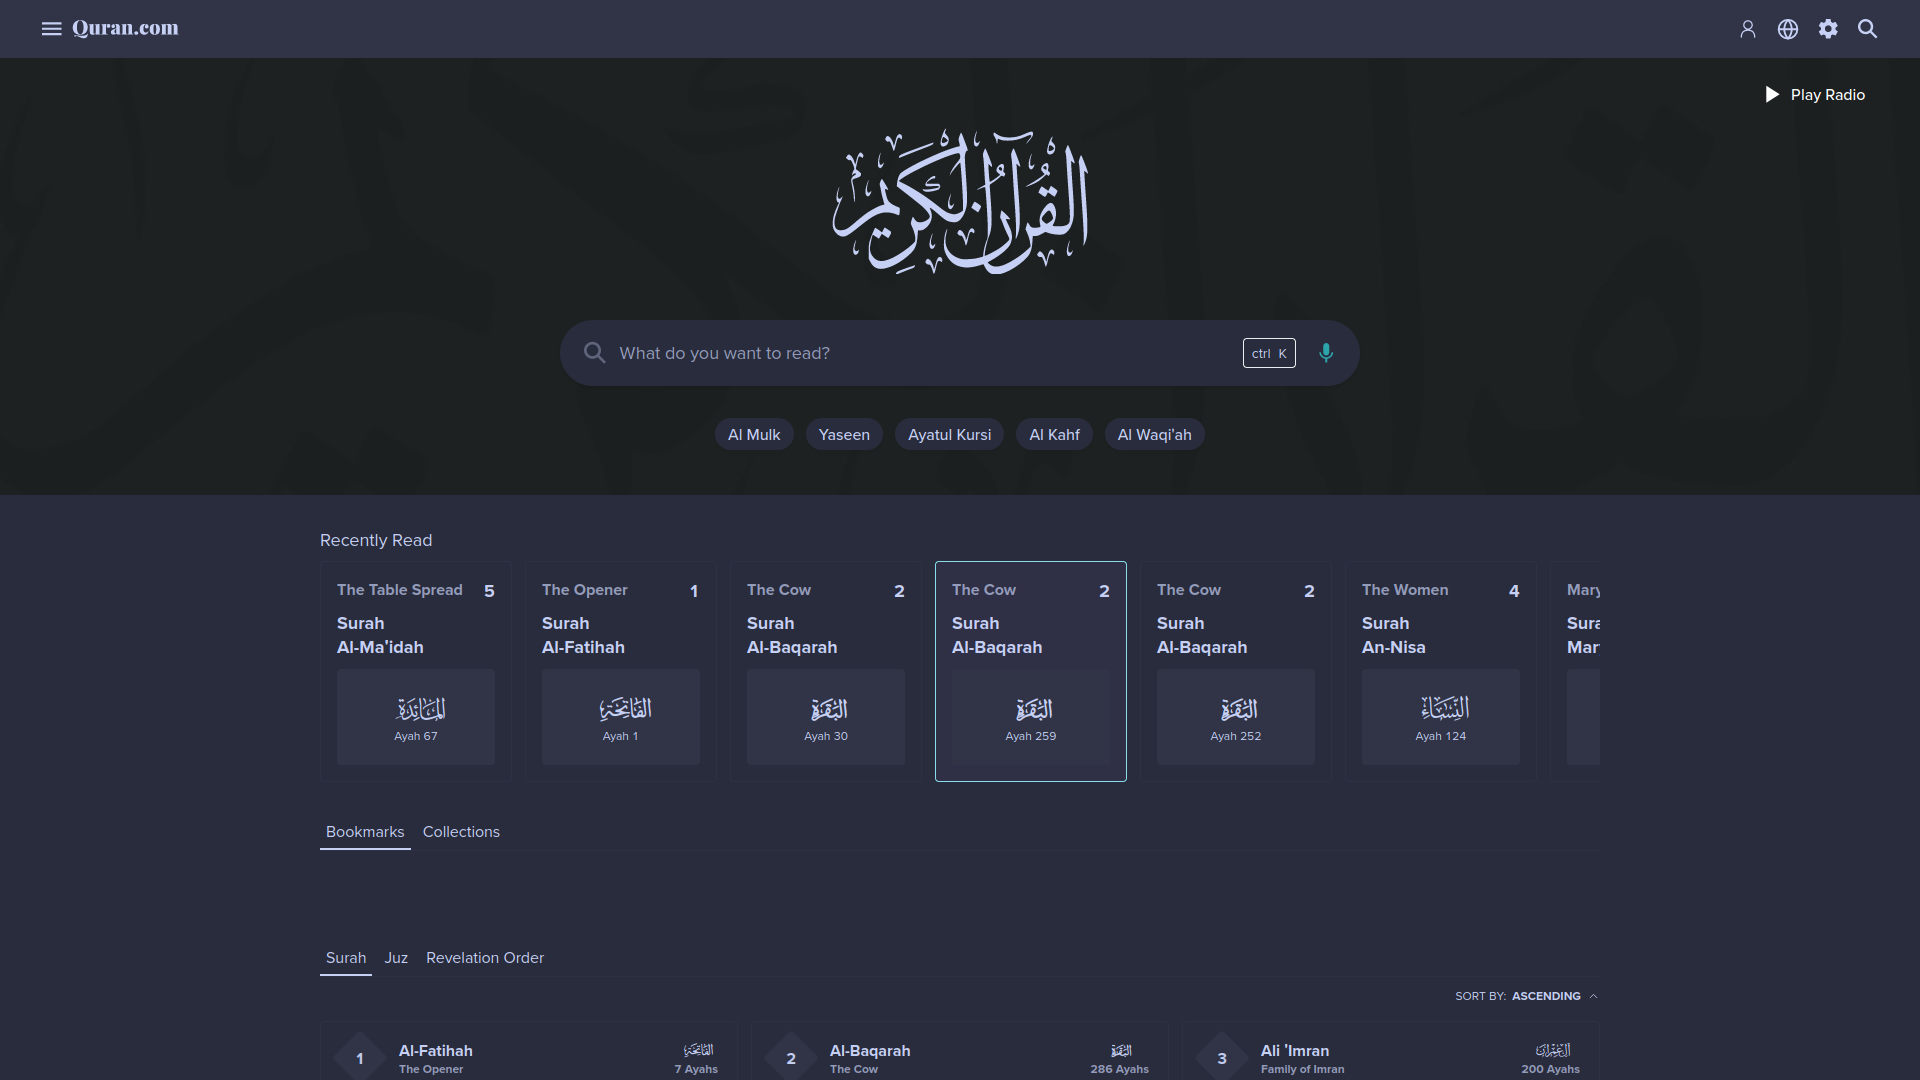 Quran.com
Play Radio
القرآن الكريم
What do you want to read?
ctrl K
Al Mulk
Yaseen
Ayatul Kursi
Al Kahf
Al Waqi'ah
Recently Read
The Table Spread 5
Surah
Al-Ma'idah
المائدة
Ayah 67
The Opener 1
Surah
Al-Fatihah
الفاتحة
Ayah 1
The Cow 2
Surah
Al-Baqarah
البقرة
Ayah 30
The Cow 2
Surah
Al-Baqarah
البقرة
Ayah 259
The Cow 2
Surah
Al-Baqarah
البقرة
Ayah 252
The Women 4
Surah
An-Nisa
النساء
Ayah 124
Mary
Sura
Mar
Bookmarks Collections
Surah Juz Revelation Order
SORT BY: ASCENDING
1
Al-Fatihah
The Opener
الفاتحة
7 Ayahs
2
Al-Baqarah
The Cow
البقرة
286 Ayahs
3
Ali 'Imran
Family of Imran
آل عمران
200 Ayahs